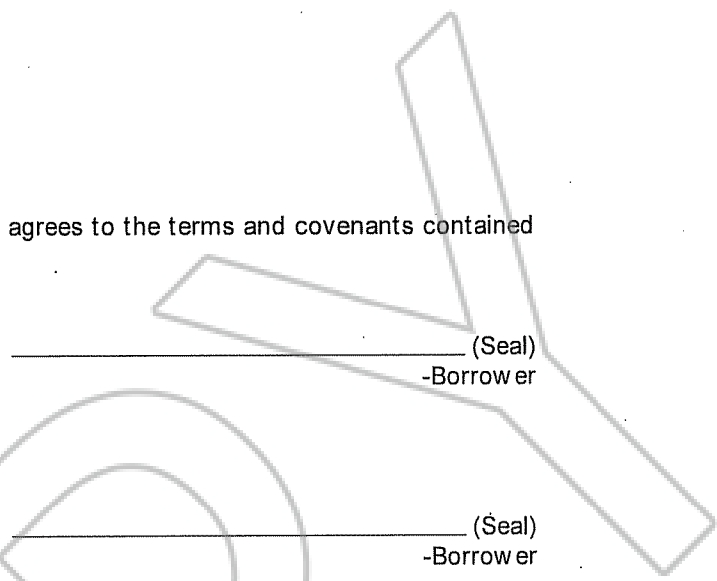 agrees to the terms and covenants contained
(Seal)
-Borrower
(Seal)
-Borrower